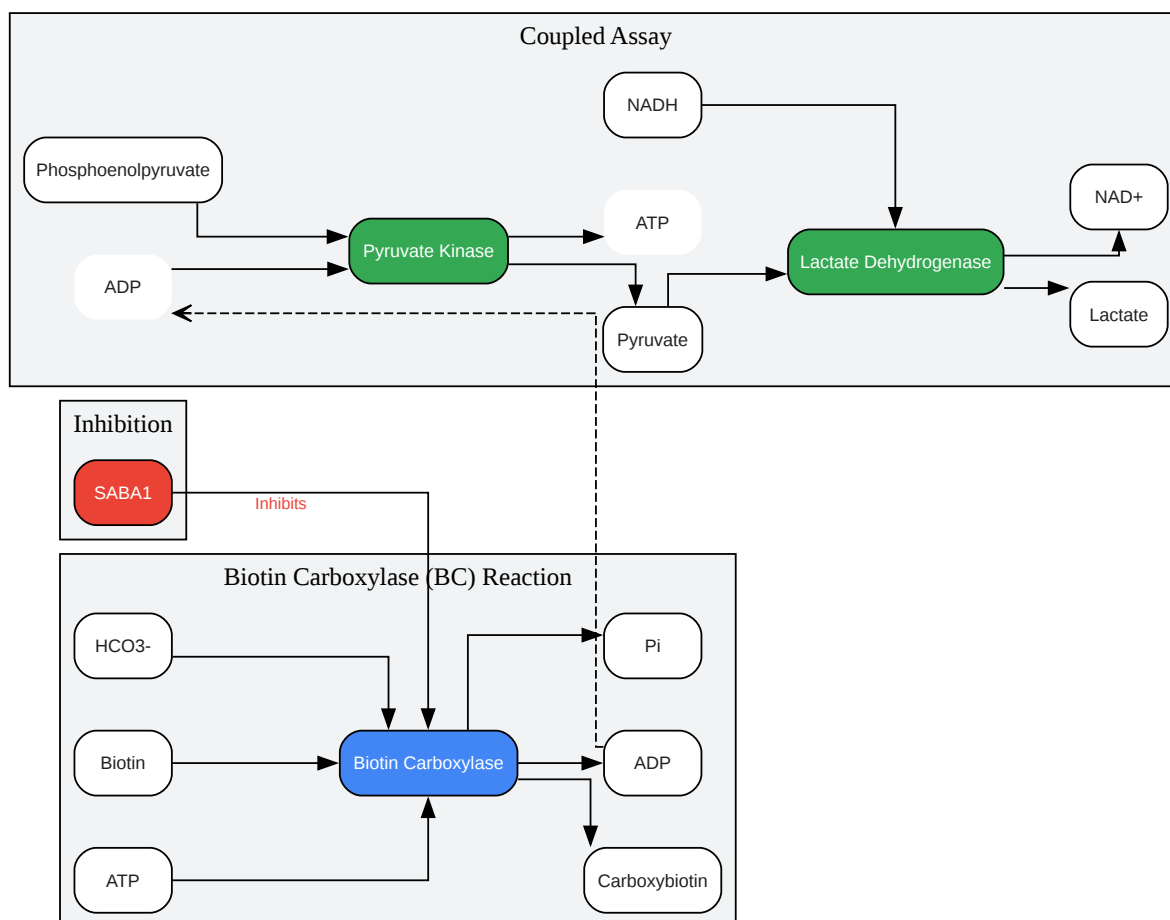 Coupled Assay
NADH
Phosphoenolpyruvate
NAD+
ATP
Pyruvate Kinase
Lactate Dehydrogenase
ADP
Lactate
Pyruvate
Inhibition
SABA1
Inhibits
Biotin Carboxylase (BC) Reaction
HCO3-
Pi
Biotin
Biotin Carboxylase
ADP
ATP
Carboxybiotin